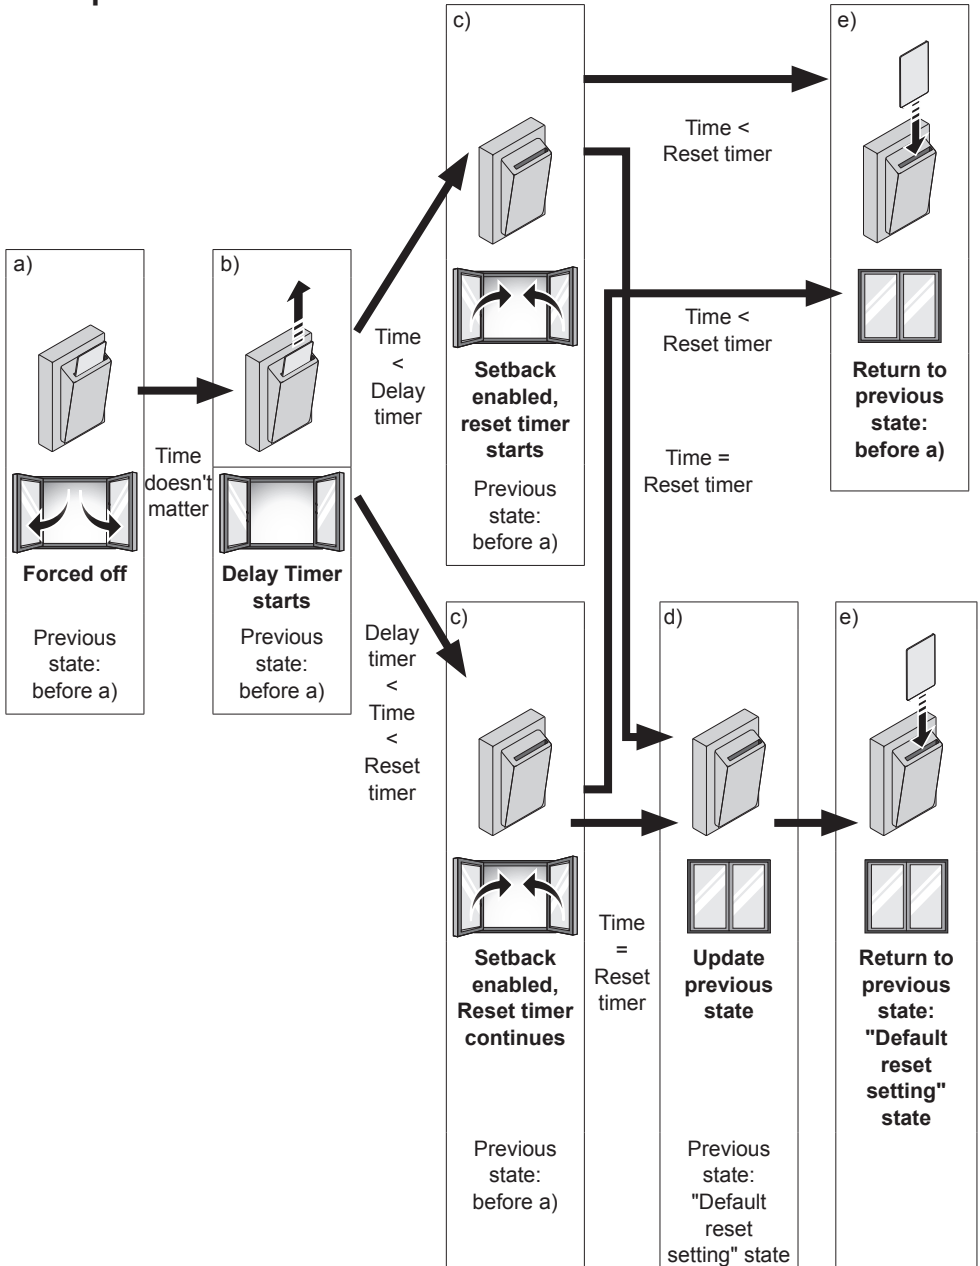 a)
Forced off
Previous
state:
before a)
Time
doesn't
matter
b)
Delay Timer
starts
Previous
state:
before a)
Time
<
Delay
timer
Delay
timer
<
Time
<
Reset
timer
c)
Setback
enabled,
reset timer
starts
Previous
state:
before a)
Time <
Reset timer
Time <
Reset timer
Time =
Reset timer
e)
Return to
previous
state:
before a)
c)
Setback
enabled,
Reset timer
continues
Previous
state:
before a)
Time
=
Reset
timer
d)
Update
previous
state
Previous
state:
"Default
reset
setting" state
e)
Return to
previous
state:
"Default
reset
setting"
state